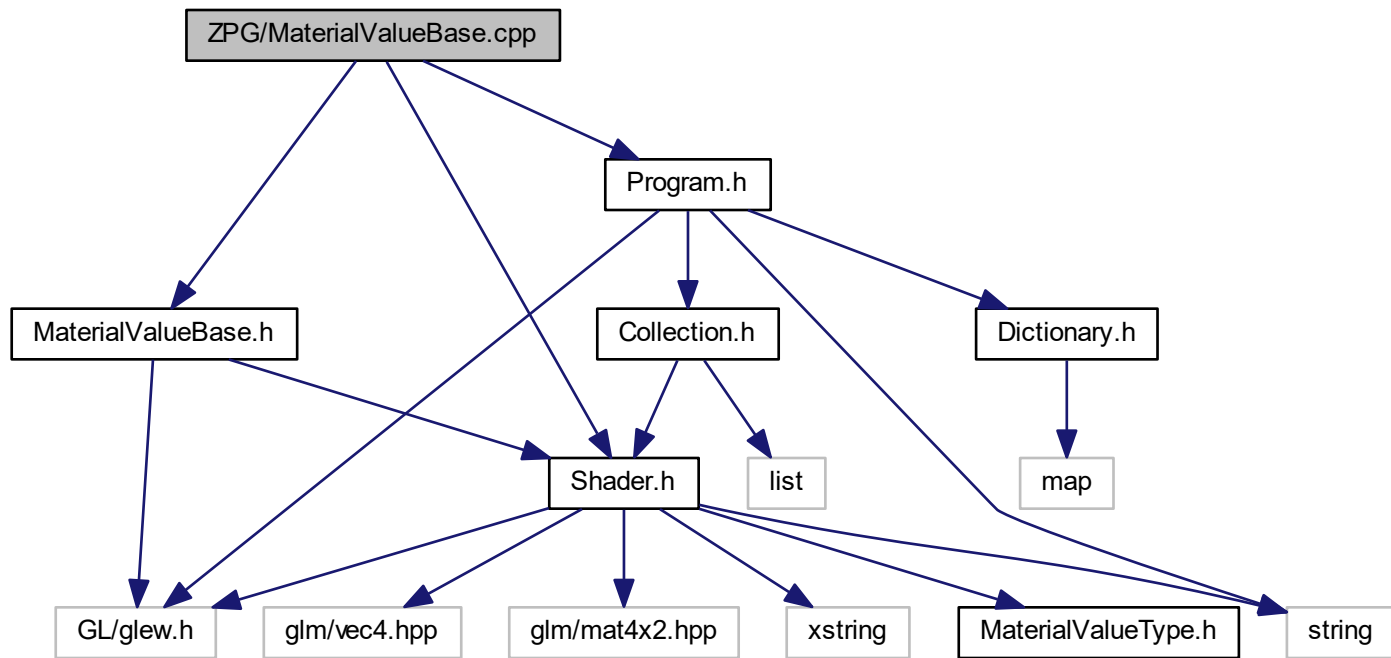 ZPG/MaterialValueBase.cpp
Program.h
MaterialValueBase.h
Collection.h
Dictionary.h
Shader.h
list
map
GL/glew.h
glm/vec4.hpp
glm/mat4x2.hpp
xstring
MaterialValueType.h
string